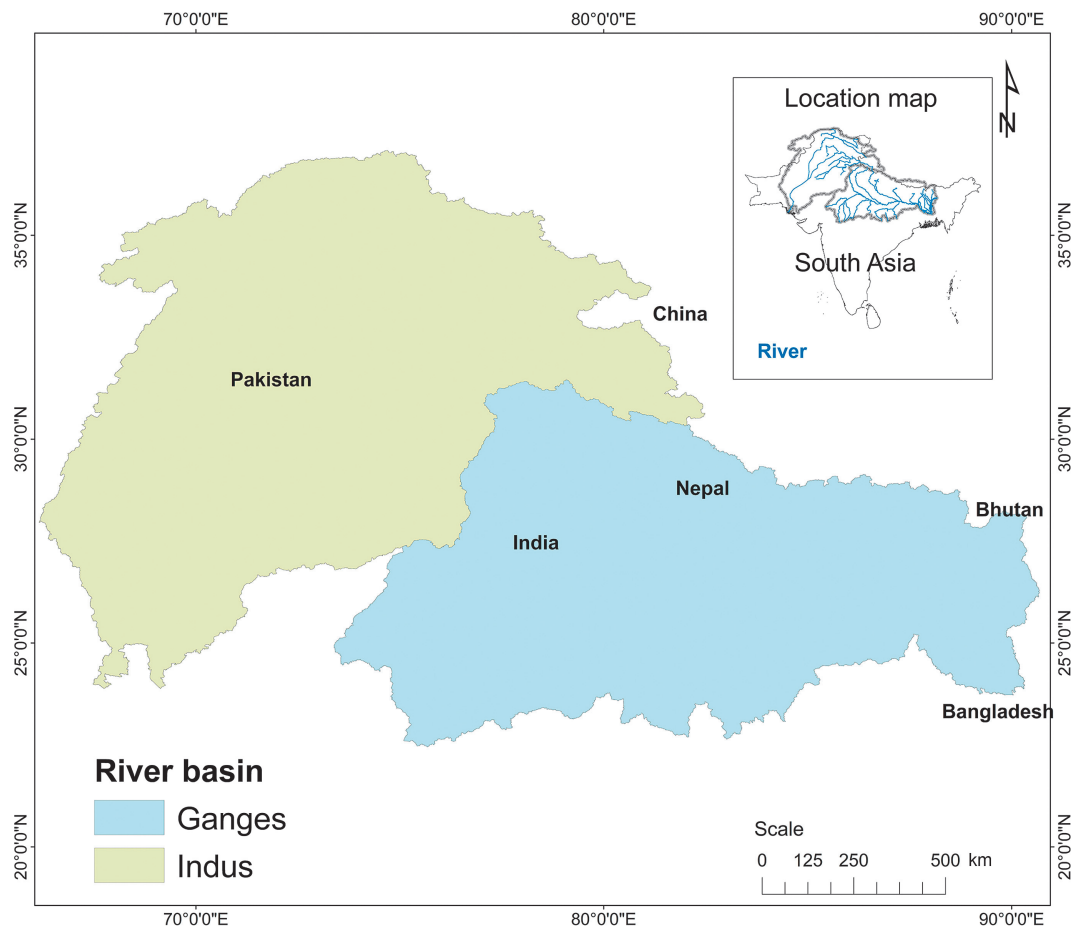 70°0'0"E 80°0'0"E 90°0'0"E
Location map
N
35°0'0"N 35°0'0"N
South Asia
China
River
Pakistan
30°0'0"N 30°0'0"N
Nepal
Bhutan
India
25°0'0"N 25°0'0"N
Bangladesh
River basin
Ganges
Indus
Scale
0 125 250 500 km
20°0'0"N 20°0'0"N
70°0'0"E 80°0'0"E 90°0'0"E